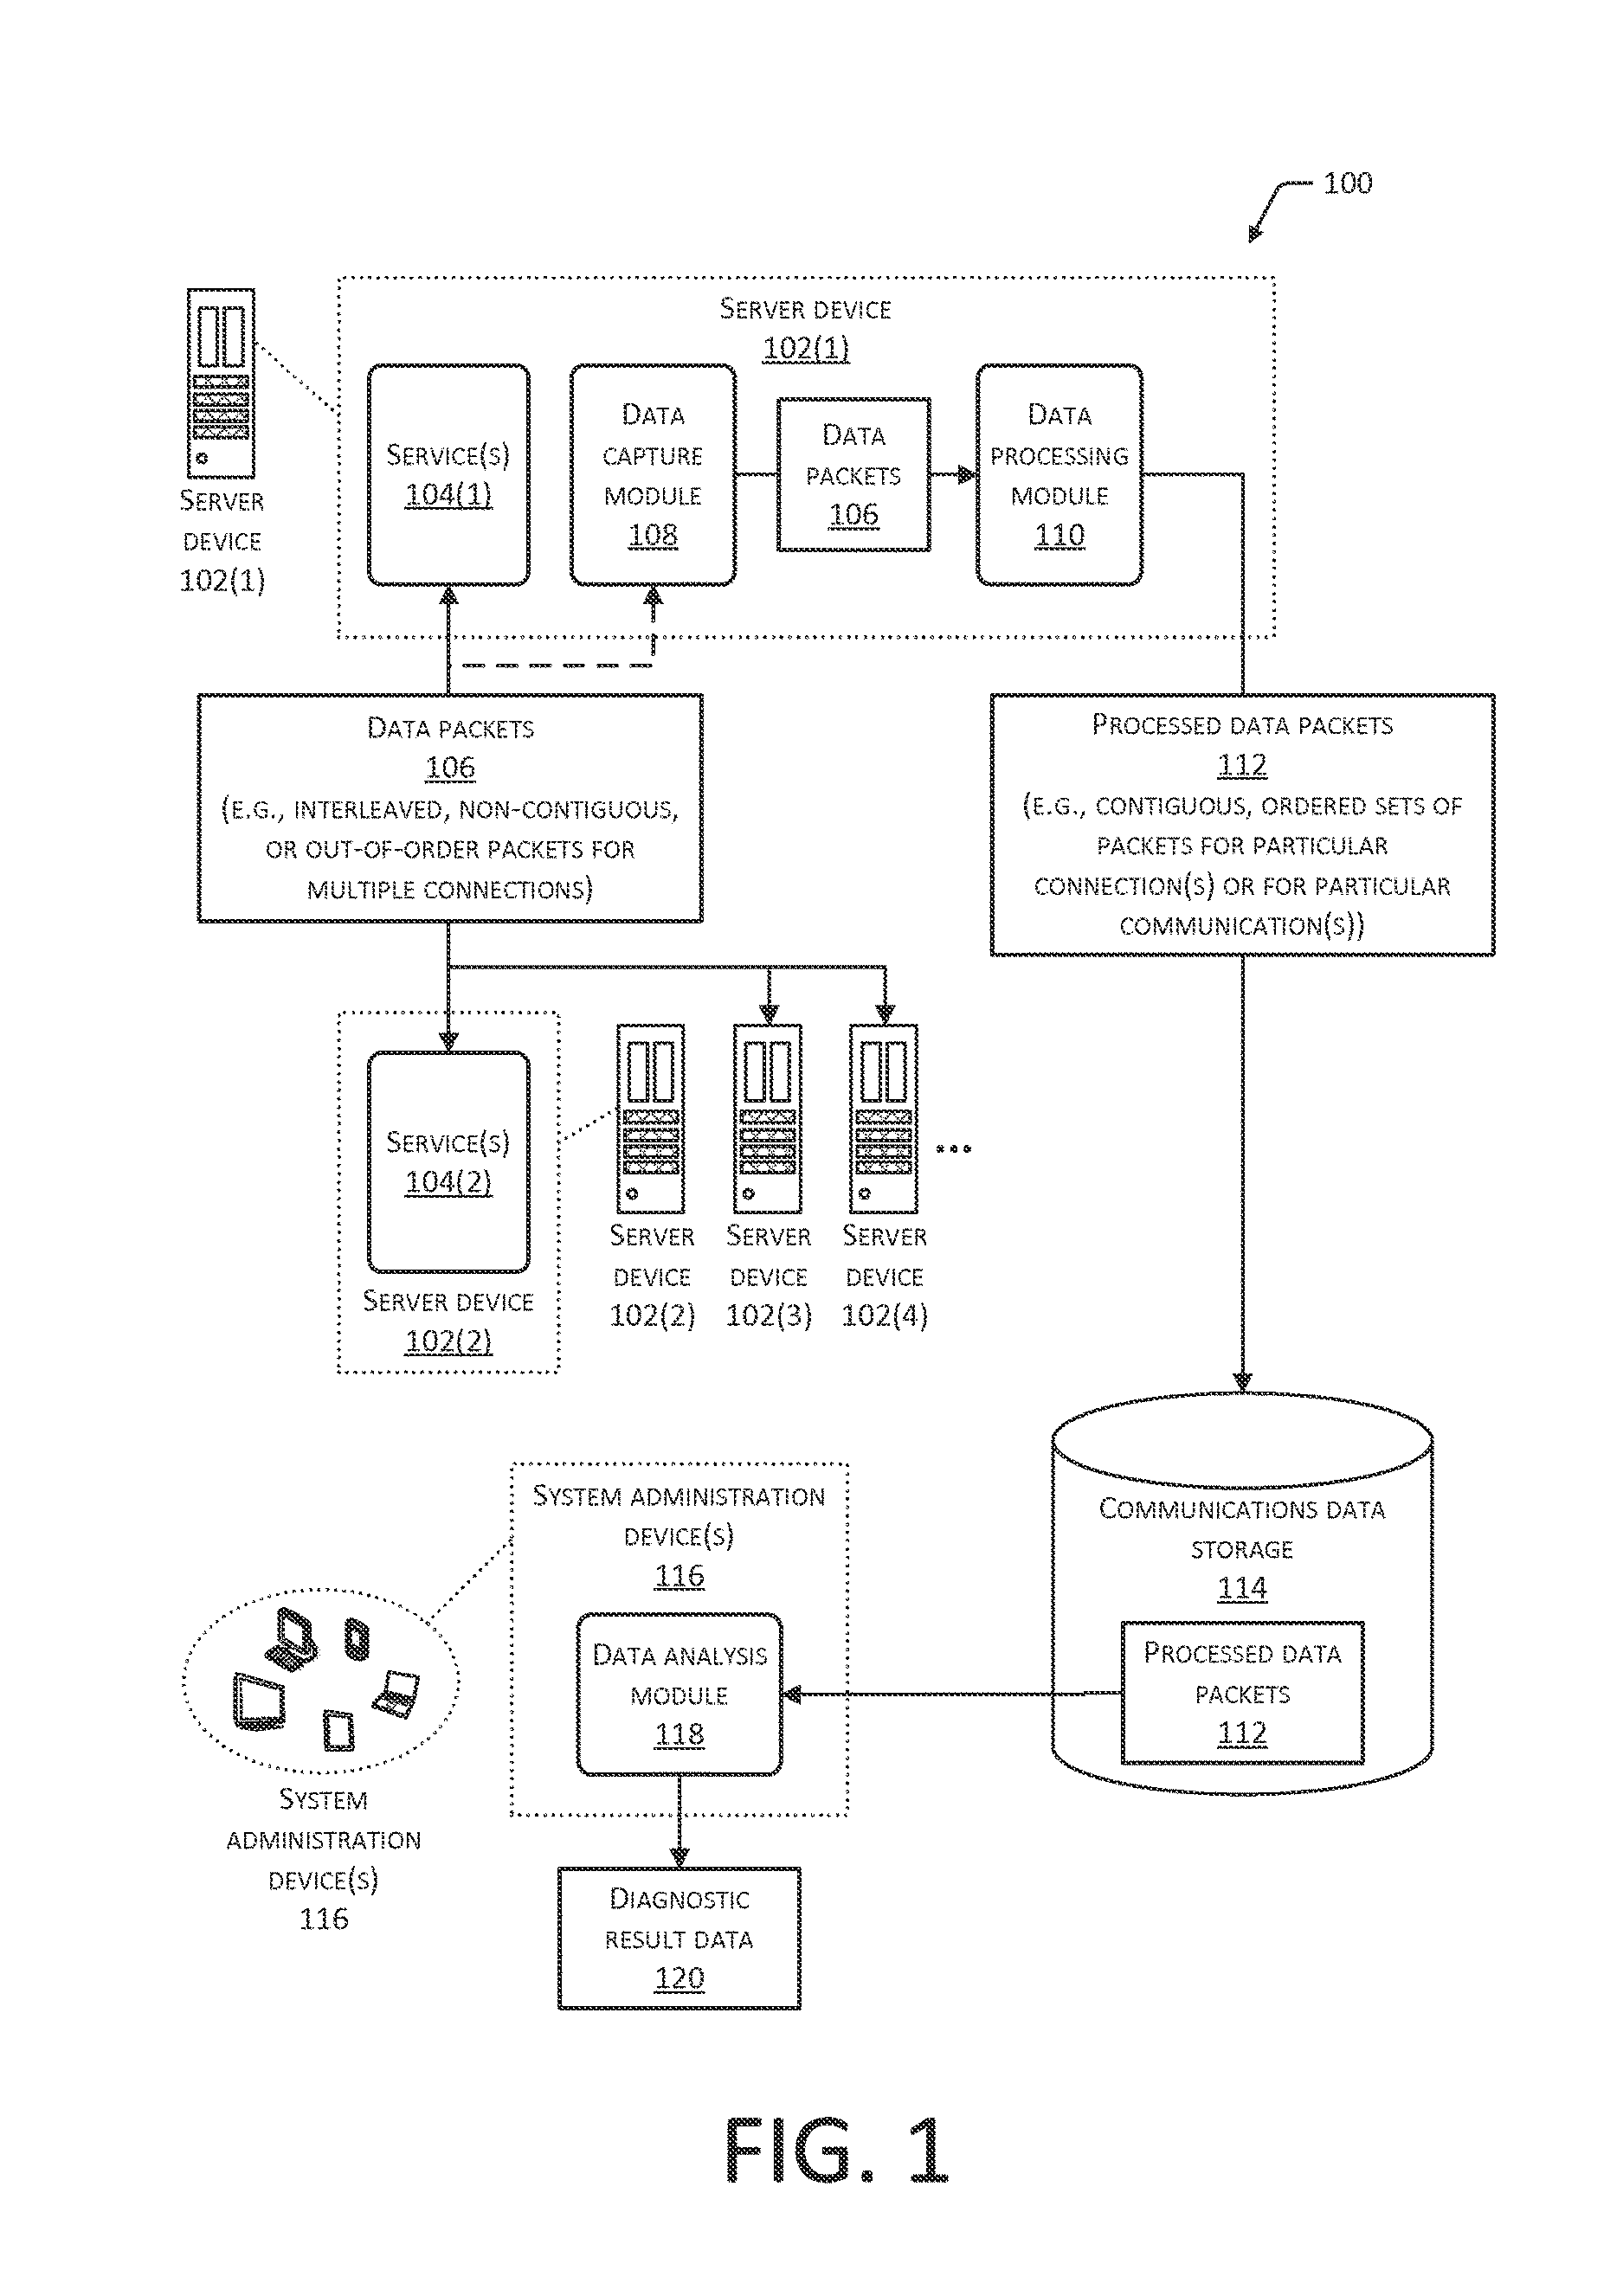 100
Server device
102(1)
Server
device
102(1)
Service(s)
104(1)
Data
capture
module
108
Data
packets
106
Data
processing
module
110
Data packets
106
(e.g., interleaved, non-contiguous,
or out-of-order packets for
multiple connections)
Processed data packets
112
(e.g., contiguous, ordered sets of
packets for particular
connection(s) or for particular
communication(s))
Service(s)
104(2)
Server device
102(2)
Server
device
102(2)
Server
device
102(3)
Server
device
102(4)
...
System administration
device(s)
116
Data analysis
module
118
Communications data
storage
114
Processed data
packets
112
System
administration
device(s)
116
Diagnostic
result data
120
FIG. 1